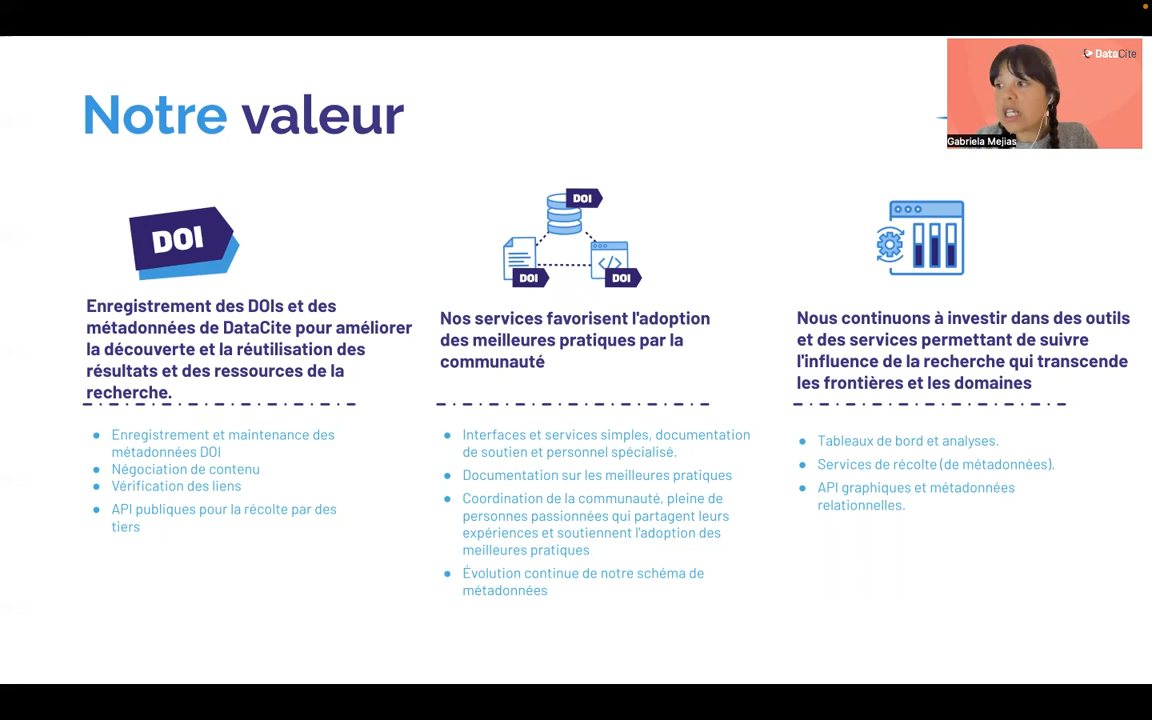 DataCite
Gabriela Mejias
Notre valeur
DOI
Enregistrement des DOIs et des
métadonnées de DataCite pour améliorer
la découverte et la réutilisation des
résultats et des ressources de la
recherche.
Enregistrement et maintenance des
métadonnées DOI
Négociation de contenu
Vérification des liens
API publiques pour la récolte par des
tiers
DOI
DOI
DOI
Nos services favorisent l'adoption
des meilleures pratiques par la
communauté
Interfaces et services simples, documentation
de soutien et personnel spécialisé.
Documentation sur les meilleures pratiques
Coordination de la communauté, pleine de
personnes passionnées qui partagent leurs
expériences et soutiennent l'adoption des
meilleures pratiques
Évolution continue de notre schéma de
métadonnées
Nous continuons à investir dans des outils
et des services permettant de suivre
l'influence de la recherche qui transcende
les frontières et les domaines
Tableaux de bord et analyses.
Services de récolte (de métadonnées).
API graphiques et métadonnées
relationnelles.